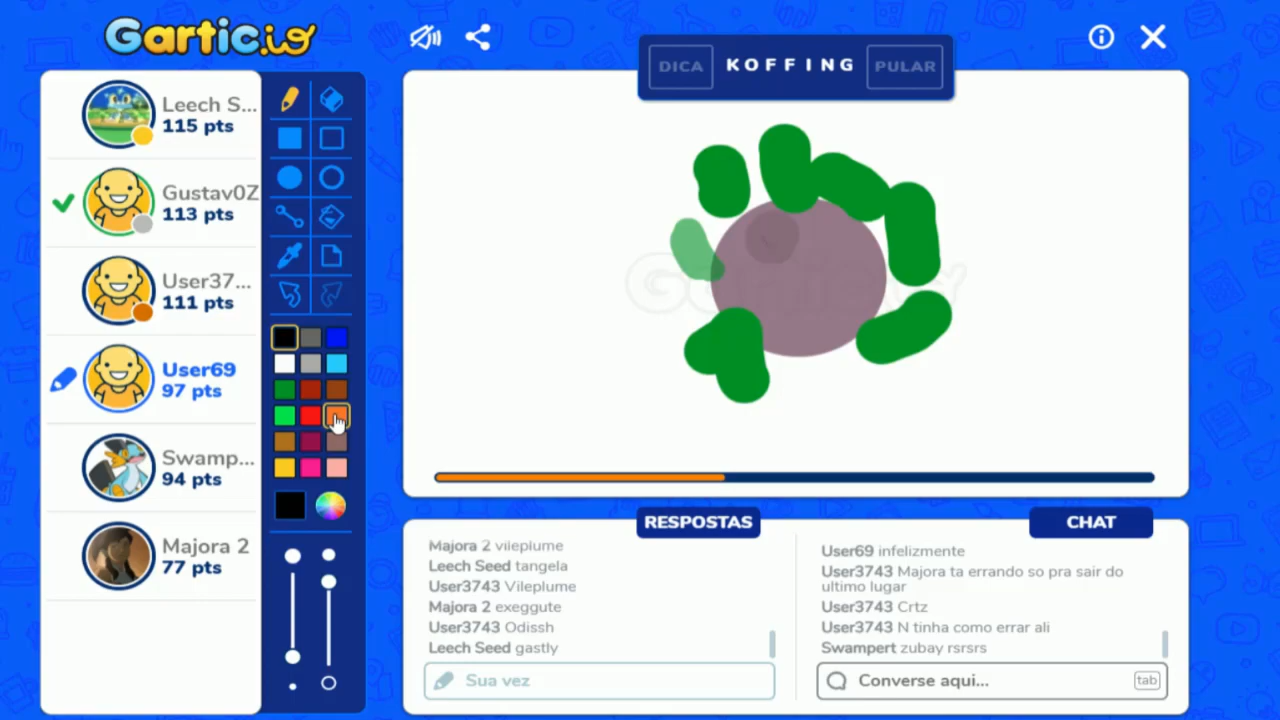 Gartic.io
DICA KOFFING PULAR
Leech S...
115 pts
Gustav0Z
113 pts
User37...
111 pts
User69
97 pts
Swamp...
94 pts
Majora 2
77 pts
RESPOSTAS
Majora 2 vileplume
Leech Seed tangela
User3743 Vileplume
Majora 2 exeggute
User3743 Odissh
Leech Seed gastly
Sua vez
CHAT
User69 infelizmente
User3743 Majora ta errando so pra sair do
ultimo lugar
User3743 Crtz
User3743 N tinha como errar ali
Swampert zubay rsrsrs
Converse aqui...
tab